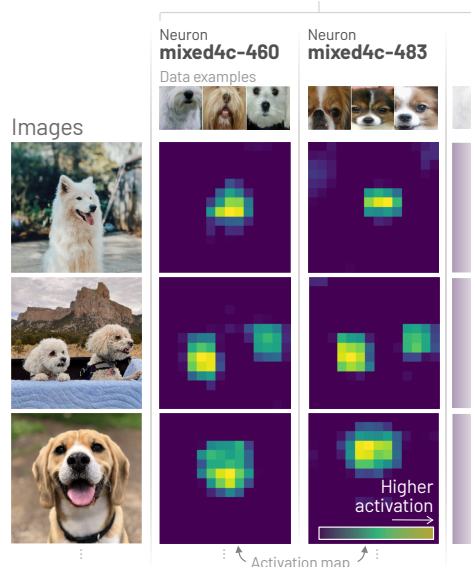 Neuron
mixed4c-460
Data examples
Neuron
mixed4c-483
Images
Higher
activation
Activation map